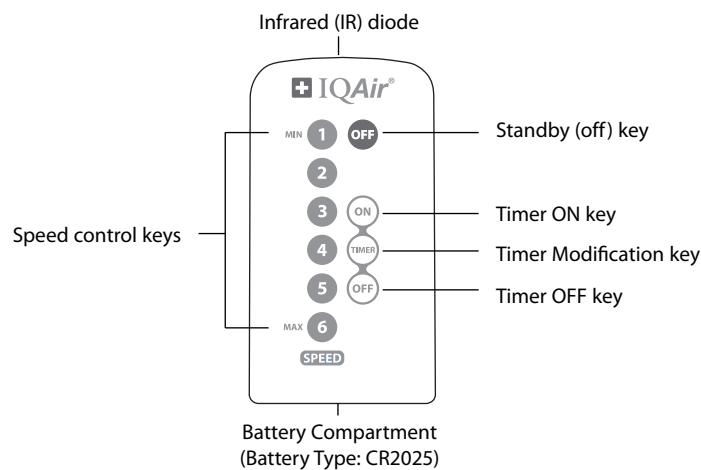 Infrared (IR) diode
IQAir®
MIN 1 OFF
Standby (off) key
2
3 ON
Timer ON key
Speed control keys
4 TIMER
Timer Modification key
5 OFF
Timer OFF key
MAX 6
SPEED
Battery Compartment
(Battery Type: CR2025)